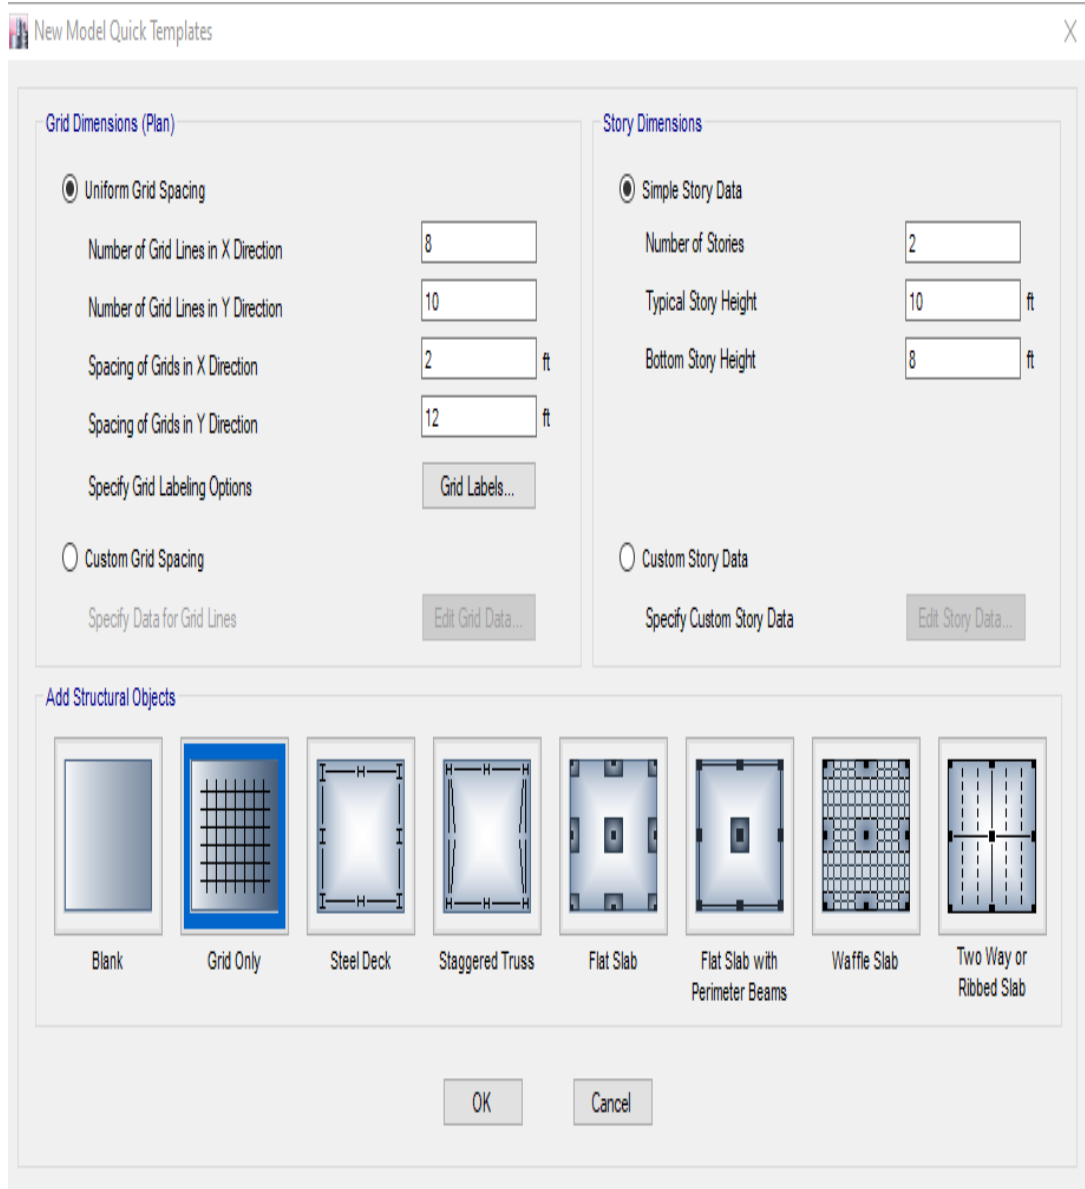 New Model Quick Templates
Grid Dimensions (Plan)
Uniform Grid Spacing
Number of Grid Lines in X Direction 8
Number of Grid Lines in Y Direction 10
Spacing of Grids in X Direction 2 ft
Spacing of Grids in Y Direction 12 ft
Specify Grid Labeling Options Grid Labels...
Custom Grid Spacing
Specify Data for Grid Lines Edit Grid Data...
Story Dimensions
Simple Story Data
Number of Stories 2
Typical Story Height 10 ft
Bottom Story Height 8 ft
Custom Story Data
Specify Custom Story Data Edit Story Data...
Add Structural Objects
Blank
Grid Only
Steel Deck
Staggered Truss
Flat Slab
Flat Slab with
Perimeter Beams
Waffle Slab
Two Way or
Ribbed Slab
OK
Cancel